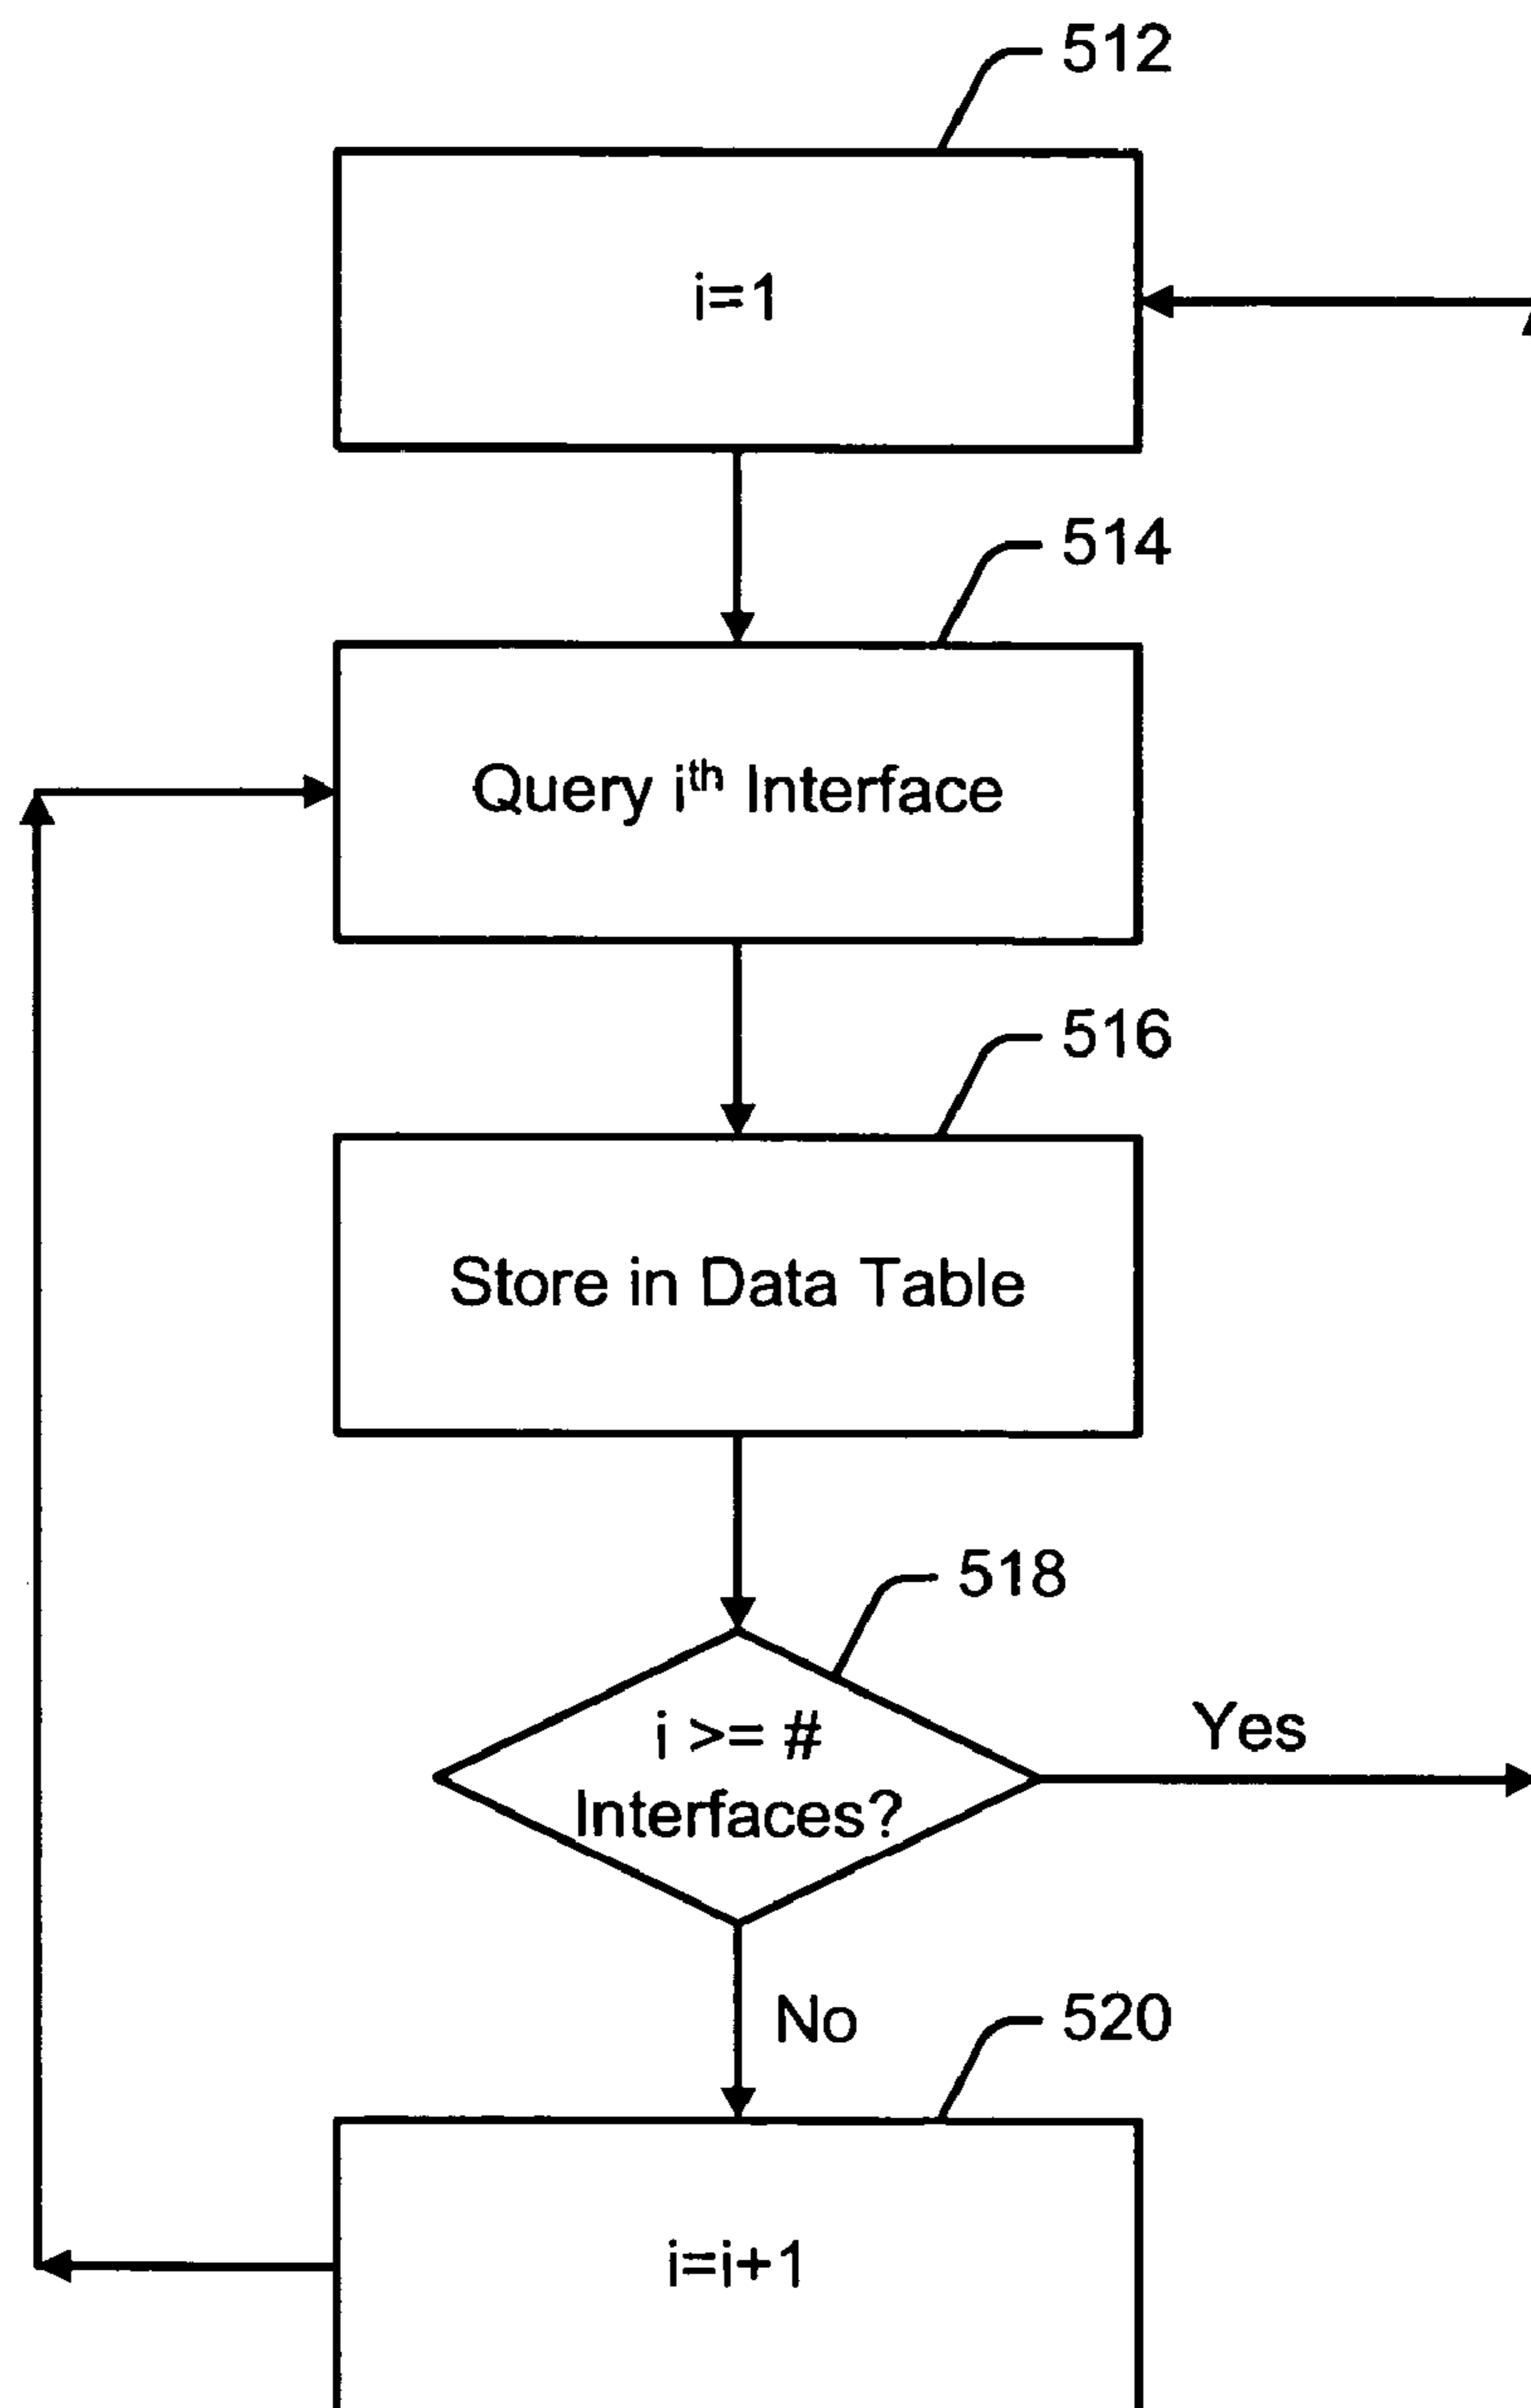 512
i=1
514
Query ith Interface
516
Store in Data Table
518
i >= #
Interfaces?
Yes
No
520
i=i+1